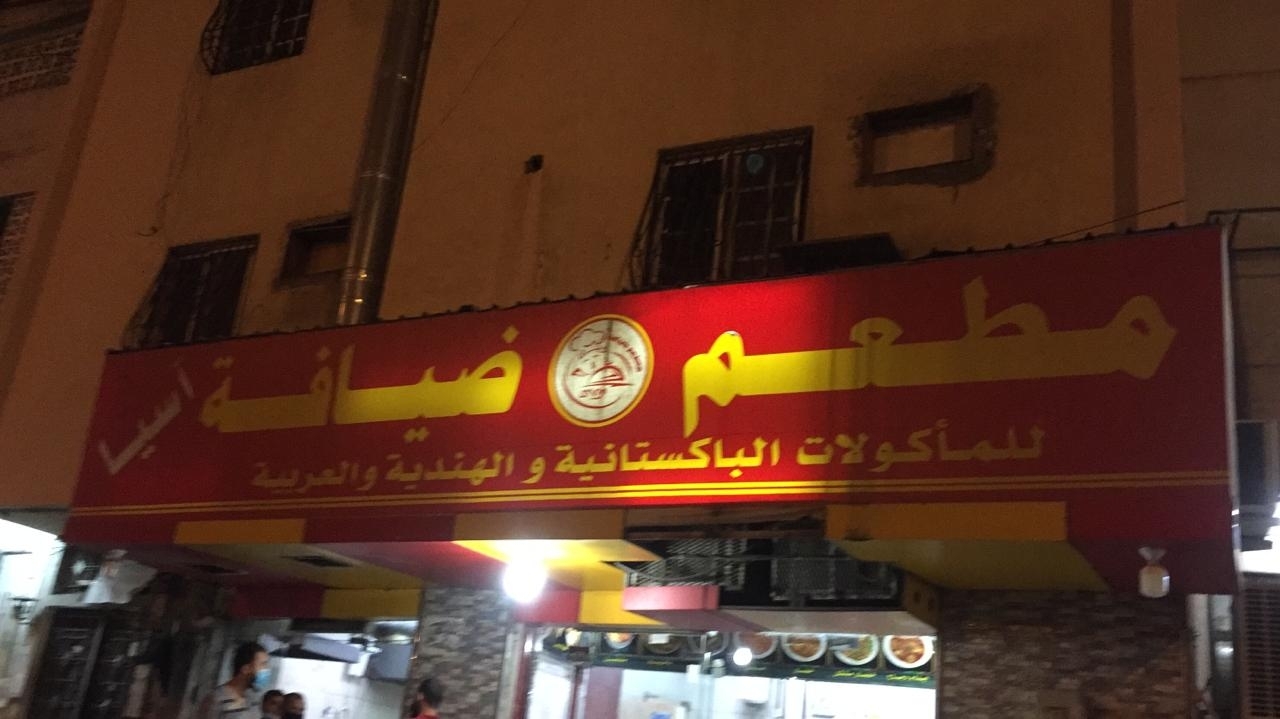 مطعم ضيافة آسيا
للمأكولات الباكستانية و الهندية والعربية